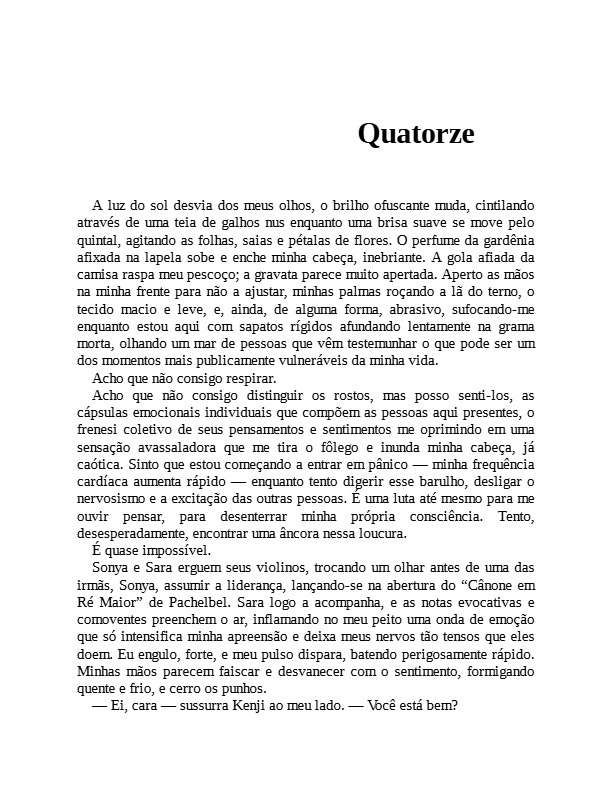 Quatorze
A luz do sol desvia dos meus olhos, o brilho ofuscante muda, cintilando
através de uma teia de galhos nus enquanto uma brisa suave se move pelo
quintal, agitando as folhas, saias e pétalas de flores. O perfume da gardênia
afixada na lapela sobe e enche minha cabeça, inebriante. A gola afiada da
camisa raspa meu pescoço; a gravata parece muito apertada. Aperto as mãos
na minha frente para não a ajustar, minhas palmas roçando a lã do terno, o
tecido macio e leve, e, ainda, de alguma forma, abrasivo, sufocando-me
enquanto estou aqui com sapatos rígidos afundando lentamente na grama
morta, olhando um mar de pessoas que vêm testemunhar o que pode ser um
dos momentos mais publicamente vulneráveis da minha vida.
Acho que não consigo respirar.
Acho que não consigo distinguir os rostos, mas posso senti-los, as
cápsulas emocionais individuais que compõem as pessoas aqui presentes, o
frenesi coletivo de seus pensamentos e sentimentos me oprimindo em uma
sensação avassaladora que me tira o fôlego e inunda minha cabeça, já
caótica. Sinto que estou começando a entrar em pânico — minha frequência
cardíaca aumenta rápido — enquanto tento digerir esse barulho, desligar o
nervosismo e a excitação das outras pessoas. É uma luta até mesmo para me
ouvir pensar, para desenterrar minha própria consciência. Tento,
desesperadamente, encontrar uma âncora nessa loucura.
É quase impossível.
Sonya e Sara erguem seus violinos, trocando um olhar antes de uma das
irmãs, Sonya, assumir a liderança, lançando-se na abertura do “Cânone em
Ré Maior” de Pachelbel. Sara logo a acompanha, e as notas evocativas e
comoventes preenchem o ar, inflamando no meu peito uma onda de emoção
que só intensifica minha apreensão e deixa meus nervos tão tensos que eles
doem. Eu engulo, forte, e meu pulso dispara, batendo perigosamente rápido.
Minhas mãos parecem faiscar e desvanecer com o sentimento, formigando
quente e frio, e cerro os punhos.
— Ei, cara — sussurra Kenji ao meu lado. — Você está bem?